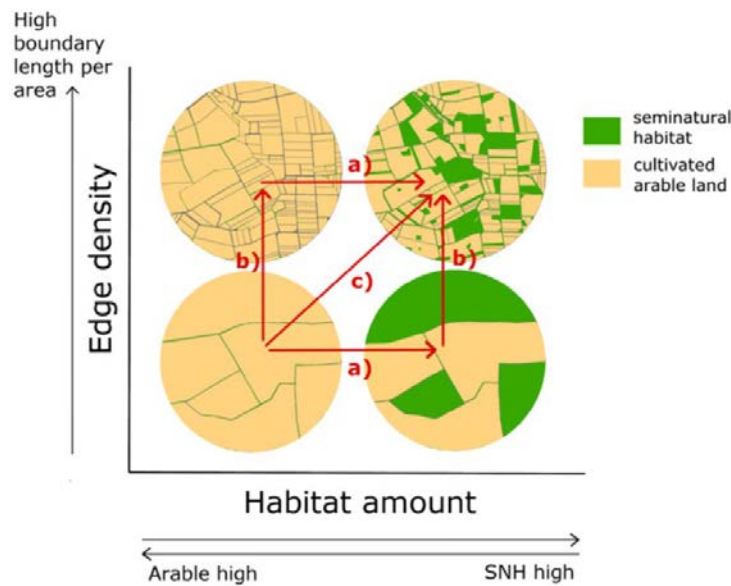 High
boundary
length per
area
Edge density
a)
b)
c)
b)
a)
seminatural
habitat
cultivated
arable land
Habitat amount
Arable high
SNH high